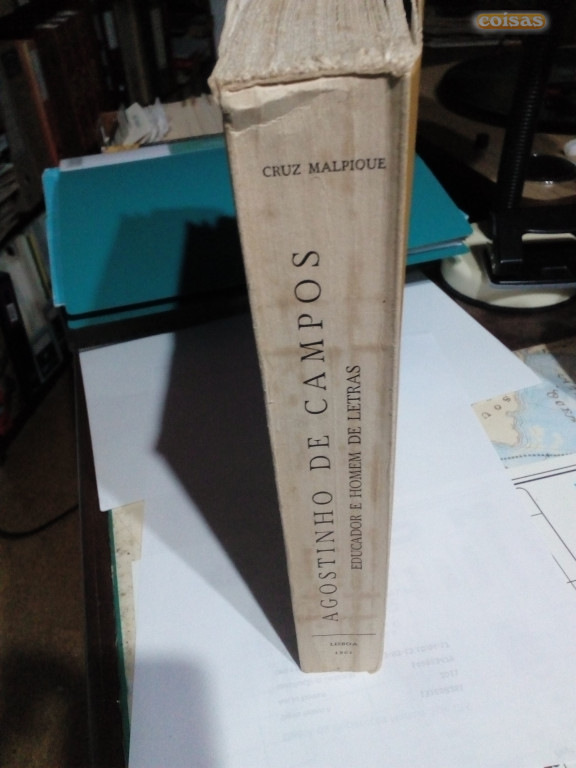 coisas
CRUZ MALPIQUE
AGOSTINHO DE CAMPOS
EDUCADOR E HOMEM DE LETRAS
LISBOA